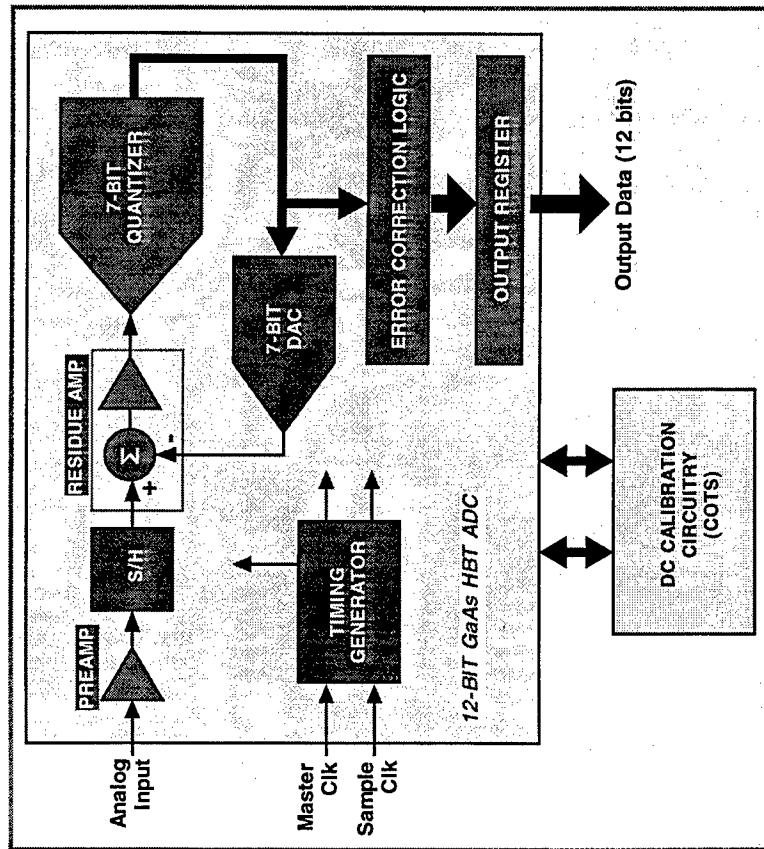 Analog
Input
PREAMP
S/H
RESIDUE AMP
Σ
+
-
7-BIT
QUANTIZER
7-BIT
DAC
Master
Clk
Sample
Clk
TIMING
GENERATOR
ERROR CORRECTION LOGIC
OUTPUT REGISTER
12-BIT GaAs HBT ADC
Output Data (12 bits)
DC CALIBRATION
CIRCUITRY
(COTS)